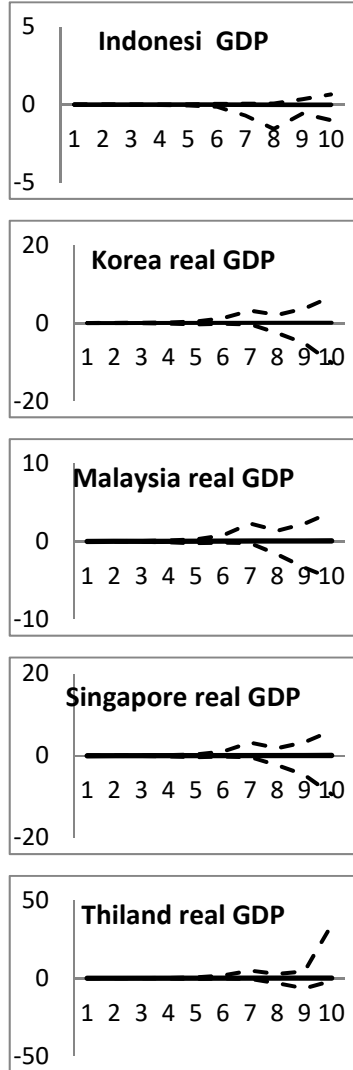 5
Indonesi GDP
0
1 2 3 4 5 6 7 8 9 10
-5
20
Korea real GDP
0
1 2 3 4 5 6 7 8 9 10
-20
10
Malaysia real GDP
0
1 2 3 4 5 6 7 8 9 10
-10
20
Singapore real GDP
0
1 2 3 4 5 6 7 8 9 10
-20
50
Thiland real GDP
0
1 2 3 4 5 6 7 8 9 10
-50